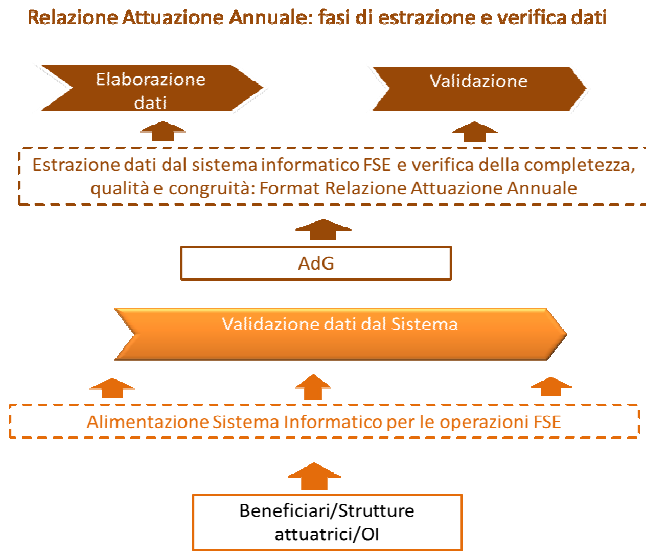 Relazione Attuazione Annuale: fasi di estrazione e verifica dati
Elaborazione
dati
Validazione
Estrazione dati dal sistema informatico FSE e verifica della completezza,
qualità e congruità: Format Relazione Attuazione Annuale
AdG
Validazione dati dal Sistema
Alimentazione Sistema Informatico per le operazioni FSE
Beneficiari/Strutture
attuatrici/OI